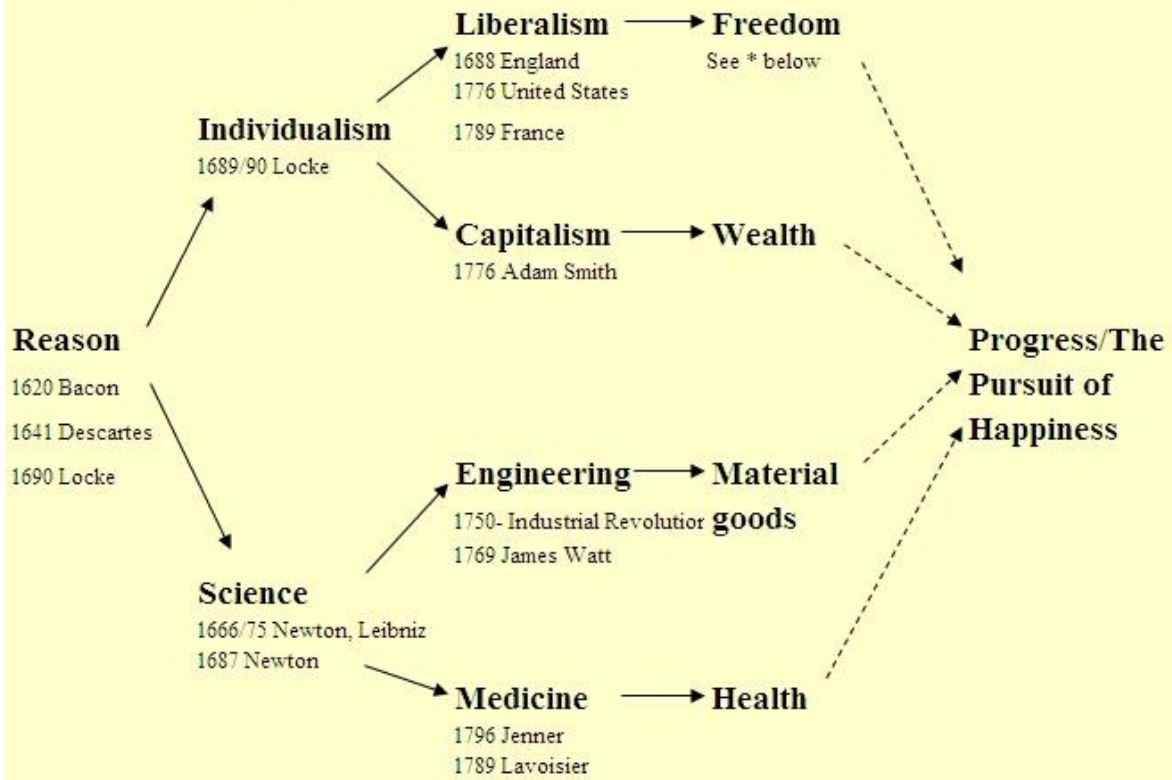 Liberalism
1688 England
1776 United States
1789 France
Freedom
See * below
Individualism
1689/90 Locke
Capitalism
1776 Adam Smith
Wealth
Reason
1620 Bacon
1641 Descartes
1690 Locke
Progress/The
Pursuit of
Happiness
Engineering
1750- Industrial Revolutior
1769 James Watt
Material
goods
Science
1666/75 Newton, Leibniz
1687 Newton
Medicine
1796 Jenner
1789 Lavoisier
Health